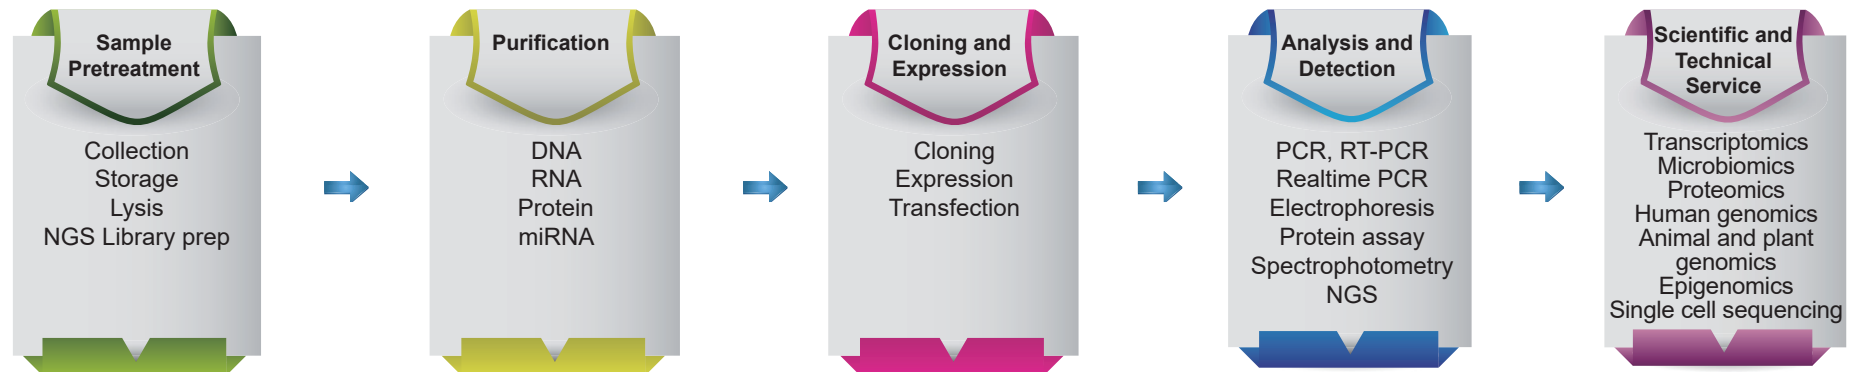 Sample
Pretreatment
Collection
Storage
Lysis
NGS Library prep
Purification
DNA
RNA
Protein
miRNA
Cloning and
Expression
Cloning
Expression
Transfection
Analysis and
Detection
PCR, RT-PCR
Realtime PCR
Electrophoresis
Protein assay
Spectrophotometry
NGS
Scientific and
Technical
Service
Transcriptomics
Microbiomics
Proteomics
Human genomics
Animal and plant
genomics
Epigenomics
Single cell sequencing